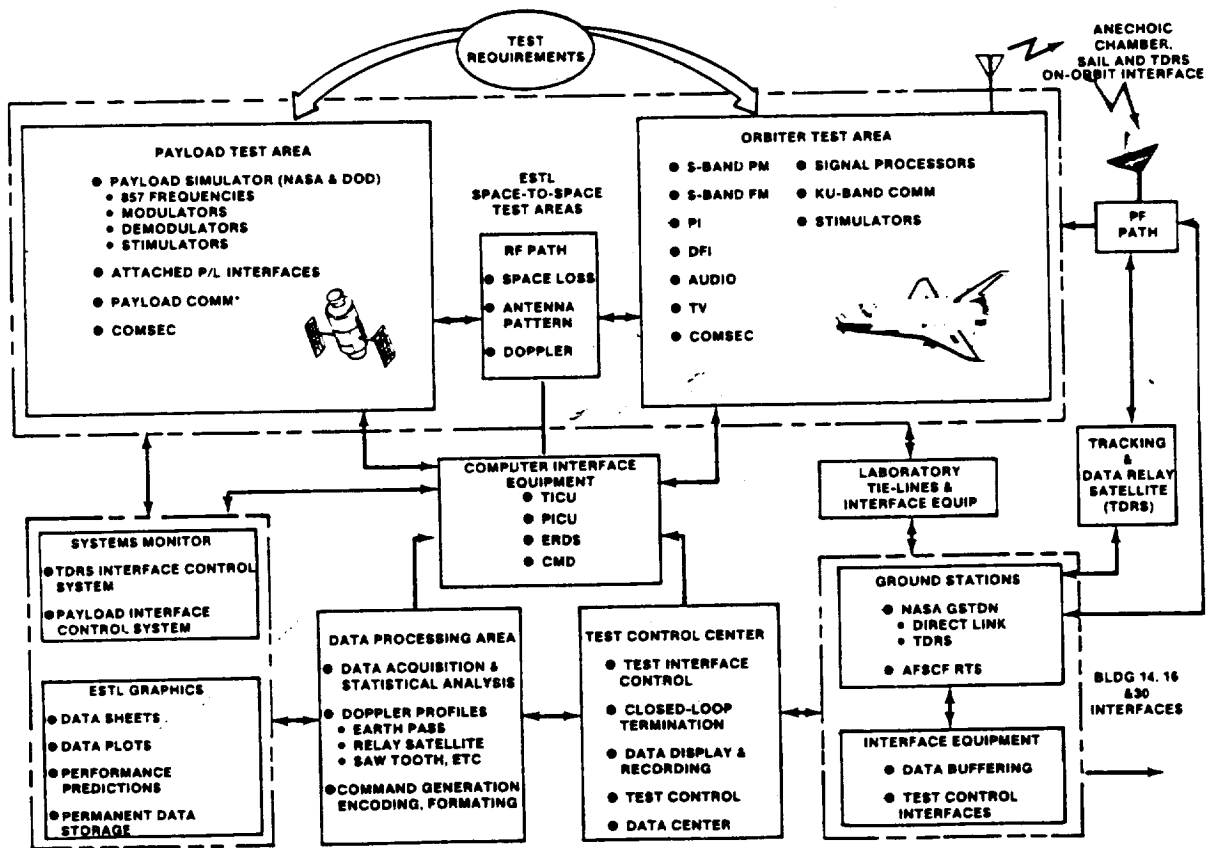 TEST
REQUIREMENTS
ANECHOIC
CHAMBER,
SAIL AND TDRS
ON-ORBIT INTERFACE
PAYLOAD TEST AREA
● PAYLOAD SIMULATOR (NASA & DOD)
● 857 FREQUENCIES
● MODULATORS
● DEMODULATORS
● STIMULATORS
● ATTACHED P/L INTERFACES
● PAYLOAD COMM*
● COMSEC
ESTL
SPACE-TO-SPACE
TEST AREAS
RF PATH
● SPACE LOSS
● ANTENNA
PATTERN
● DOPPLER
ORBITER TEST AREA
● S-BAND PM
● S-BAND FM
● PI
● DFI
● AUDIO
● TV
● COMSEC
● SIGNAL PROCESSORS
● KU-BAND COMM
● STIMULATORS
PF
PATH
TRACKING
&
DATA RELAY
SATELLITE
(TDRS)
COMPUTER INTERFACE
EQUIPMENT
● TICU
● PICU
● ERDS
● CMD
LABORATORY
TIE-LINES &
INTERFACE EQUIP
SYSTEMS MONITOR
● TDRS INTERFACE CONTROL
SYSTEM
● PAYLOAD INTERFACE
CONTROL SYSTEM
ESTL GRAPHICS
● DATA SHEETS
● DATA PLOTS
● PERFORMANCE
PREDICTIONS
● PERMANENT DATA
STORAGE
DATA PROCESSING AREA
● DATA ACQUISITION &
STATISTICAL ANALYSIS
● DOPPLER PROFILES
● EARTH PASS
● RELAY SATELLITE
● SAW TOOTH, ETC
● COMMAND GENERATION
ENCODING, FORMATING
TEST CONTROL CENTER
● TEST INTERFACE
CONTROL
● CLOSED-LOOP
TERMINATION
● DATA DISPLAY &
RECORDING
● TEST CONTROL
● DATA CENTER
GROUND STATIONS
● NASA GSTDN
● DIRECT LINK
● TDRS
● AFSCF RTS
INTERFACE EQUIPMENT
● DATA BUFFERING
● TEST CONTROL
INTERFACES
BLDG 14, 16
&30
INTERFACES